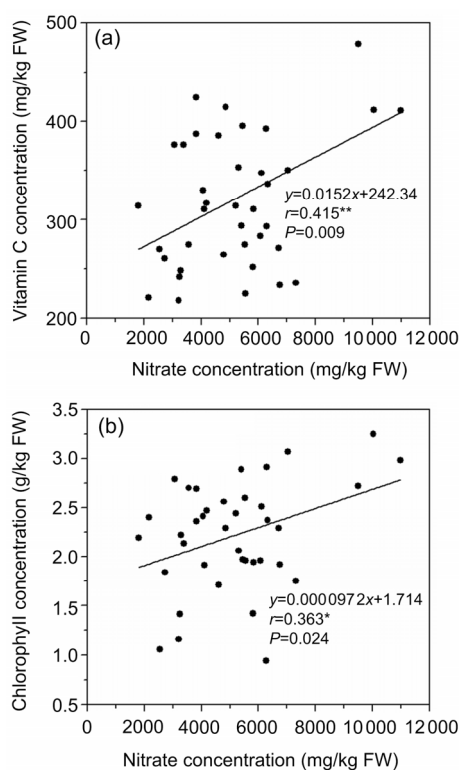 (a)
Vitamin C concentration (mg/kg FW)
500
400
300
200
y=0.0152x+242.34
r=0.415**
P=0.009
0 2000 4000 6000 8000 10 000 12 000
Nitrate concentration (mg/kg FW)
(b)
Chlorophyll concentration (g/kg FW)
3.5
3.0
2.5
2.0
1.5
1.0
0.5
y=0.0000972x+1.714
r=0.363*
P=0.024
0 2000 4000 6000 8000 10 000 12 000
Nitrate concentration (mg/kg FW)